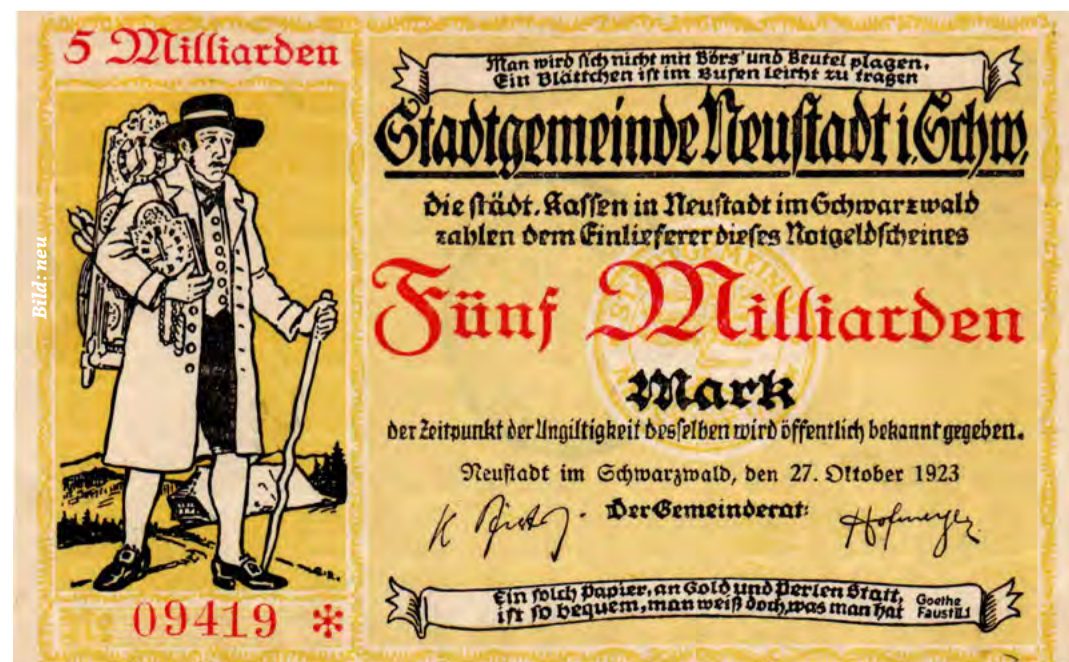 5 Milliarden
Man wird sich nicht mit Börs' und Beutel plagen,
Ein Blättchen ist im Busen leicht zu tragen
Stadtgemeinde Neustadt i. Schw.
die städt. Kassen in Neustadt im Schwarzwald
zahlen dem Einlieferer dieses Notgeldscheines
Fünf Milliarden
Mark
der Zeitpunkt der Ungiltigkeit desselben wird öffentlich bekannt gegeben.
Neustadt im Schwarzwald, den 27. Oktober 1923
Der Gemeinderat:
Hofmeyer
Ein solch Papier, an Gold und Perlen Statt,
ist so bequem, man weiß doch, was man hat
Goethe
Faust II.1
№ 09419 *
Bild: neu